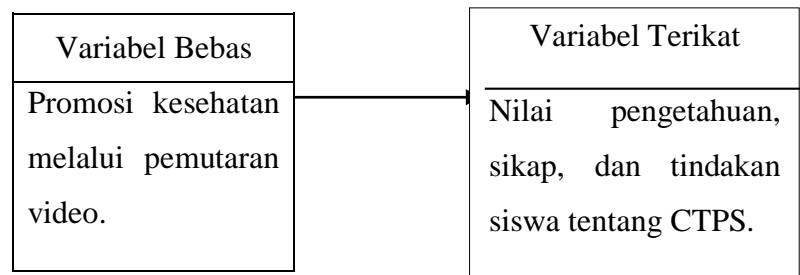 Variabel Bebas
Promosi kesehatan
melalui pemutaran
video.
Variabel Terikat
Nilai pengetahuan,
sikap, dan tindakan
siswa tentang CTPS.